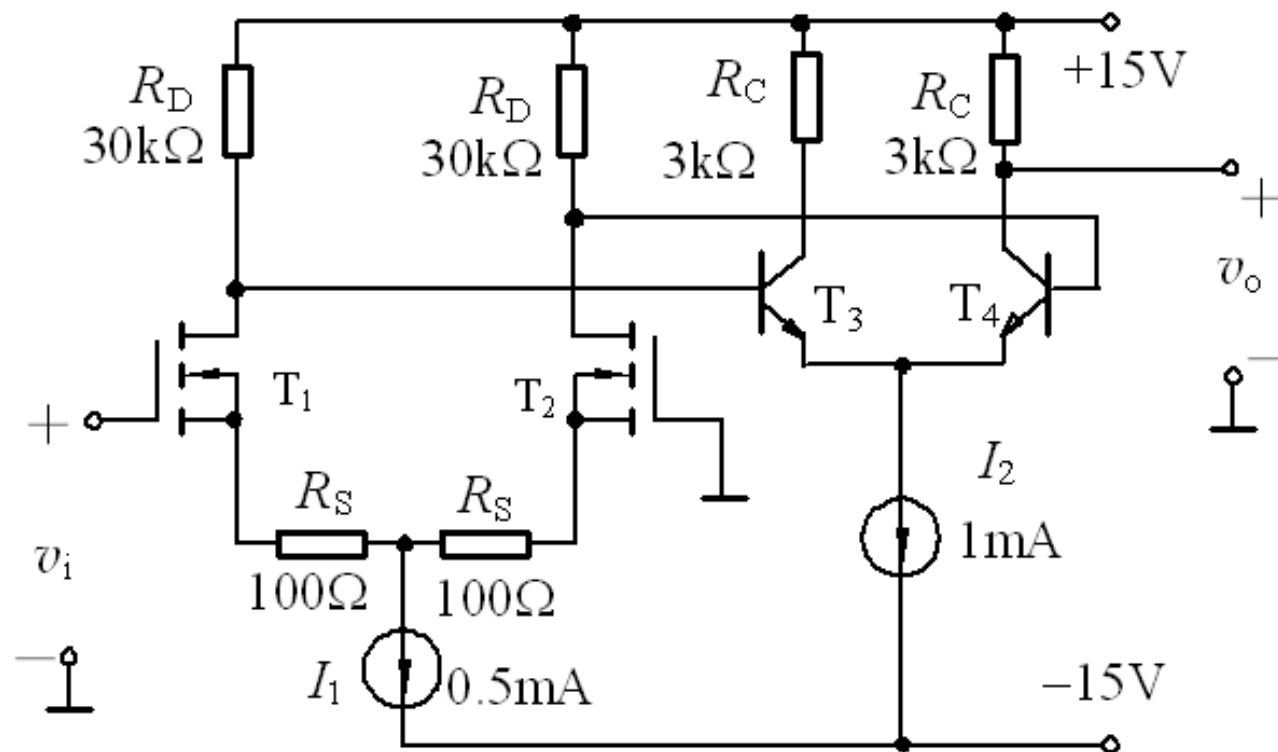 R_D
30kΩ
R_D
30kΩ
R_C
3kΩ
R_C
3kΩ
+15V
+
v_o
−
T_3
T_4
T_1
T_2
+
v_i
−
R_S
100Ω
R_S
100Ω
I_2
1mA
I_1
0.5mA
−15V